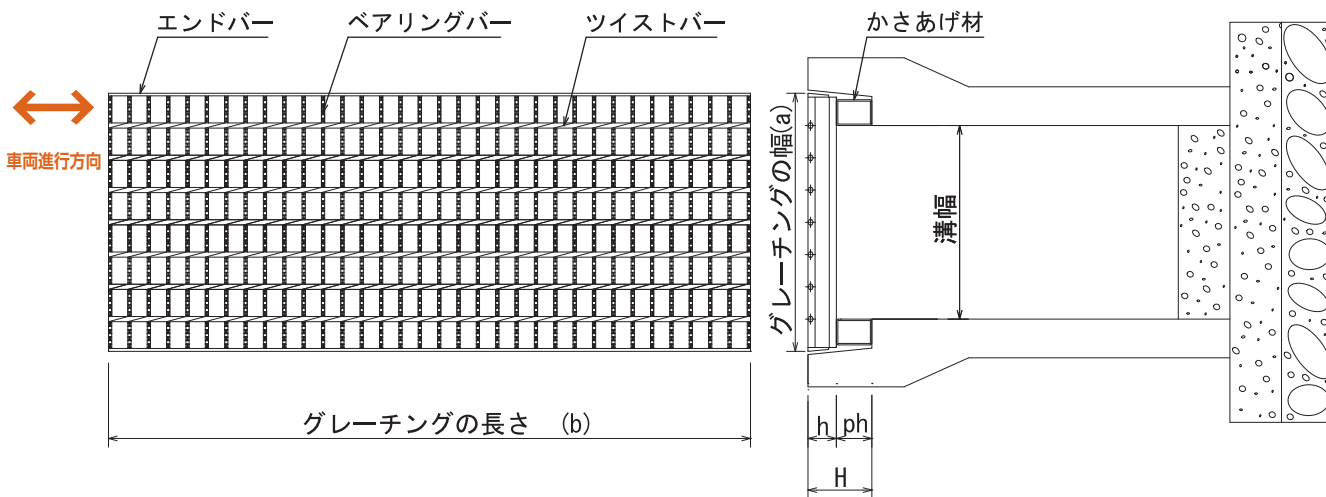 エンドバー
ベアリングバー
ツイストバー
かさあげ材
車両進行方向
グレーチングの幅(a)
溝幅
グレーチングの長さ (b)
h
ph
H